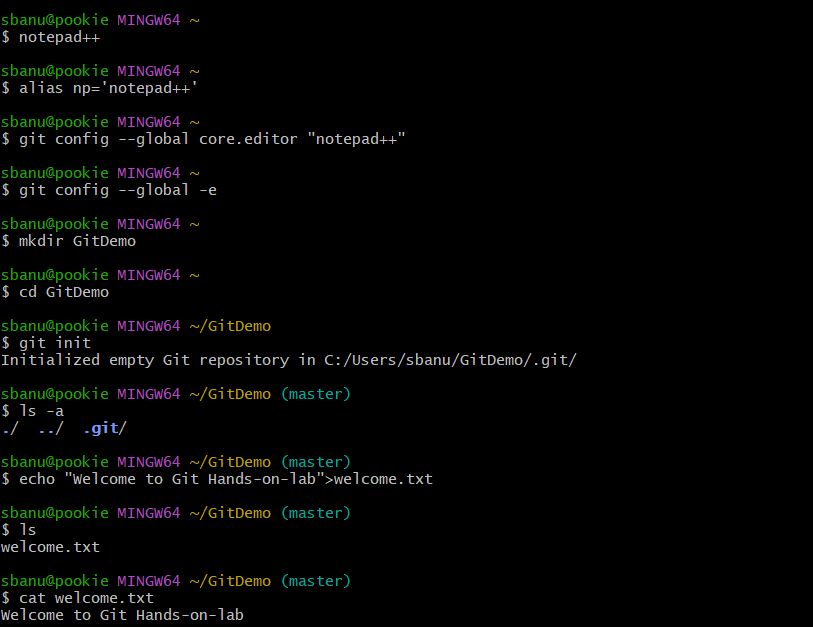 sbanu@pookie MINGW64 ~
$ notepad++
sbanu@pookie MINGW64 ~
$ alias np='notepad++'
sbanu@pookie MINGW64 ~
$ git config --global core.editor "notepad++"
sbanu@pookie MINGW64 ~
$ git config --global -e
sbanu@pookie MINGW64 ~
$ mkdir GitDemo
sbanu@pookie MINGW64 ~
$ cd GitDemo
sbanu@pookie MINGW64 ~/GitDemo
$ git init
Initialized empty Git repository in C:/Users/sbanu/GitDemo/.git/
sbanu@pookie MINGW64 ~/GitDemo (master)
$ ls -a
./  ../  .git/
sbanu@pookie MINGW64 ~/GitDemo (master)
$ echo "Welcome to Git Hands-on-lab">welcome.txt
sbanu@pookie MINGW64 ~/GitDemo (master)
$ ls
welcome.txt
sbanu@pookie MINGW64 ~/GitDemo (master)
$ cat welcome.txt
Welcome to Git Hands-on-lab